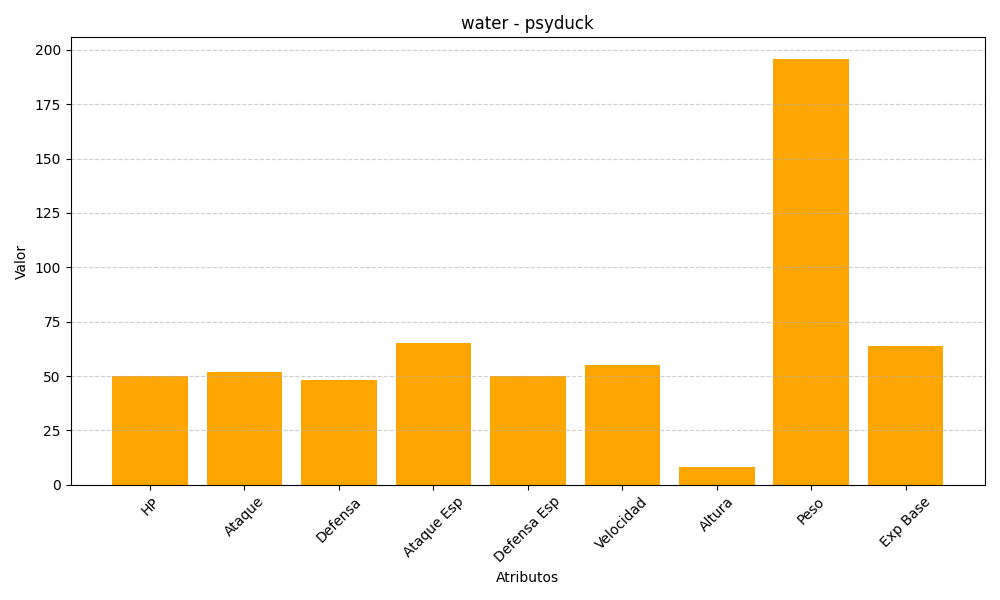 water - psyduck
Valor
200
175
150
125
100
75
50
25
0
HP
Ataque
Defensa
Ataque Esp
Defensa Esp
Velocidad
Altura
Peso
Exp Base
Atributos